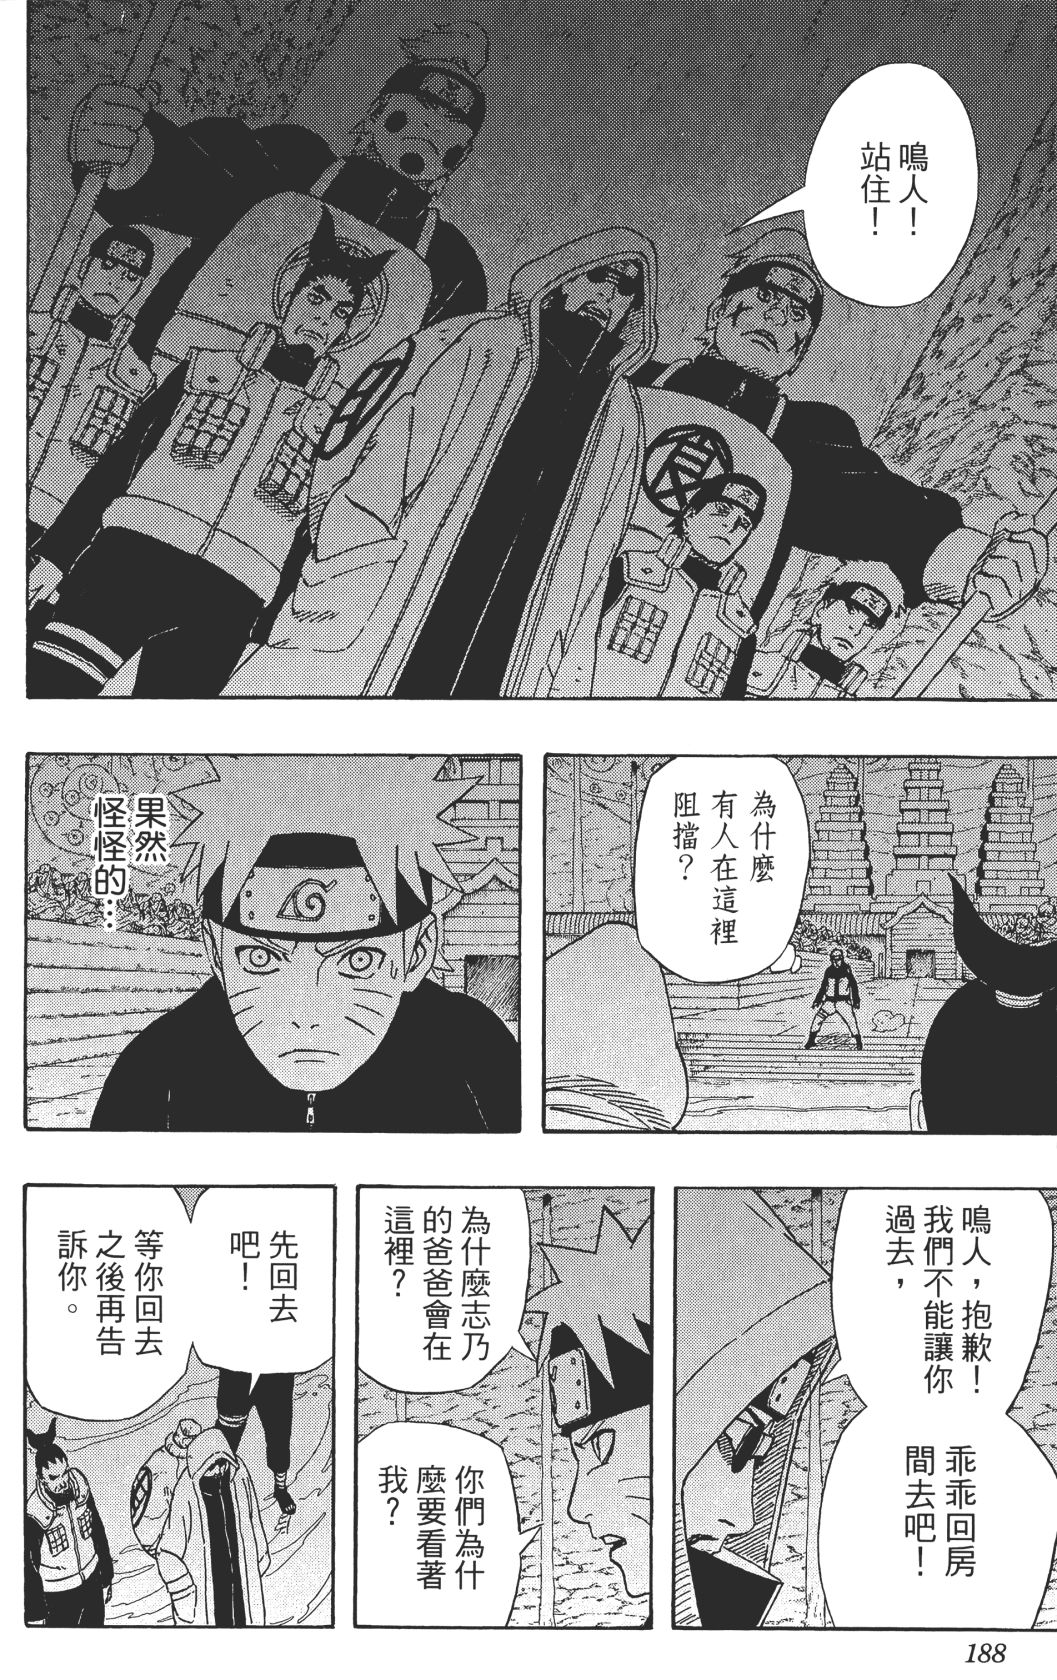 鳴人！
站住！
為什麼
有人在這裡
阻擋？
果然
怪怪的…
鳴人，抱歉！
我們不能讓你
過去，
乖乖回房
間去吧！
為什麼志乃
的爸爸會在
這裡？
你們為什
麼要看著
我？
先回去
吧！
等你回去
之後再告
訴你。
188